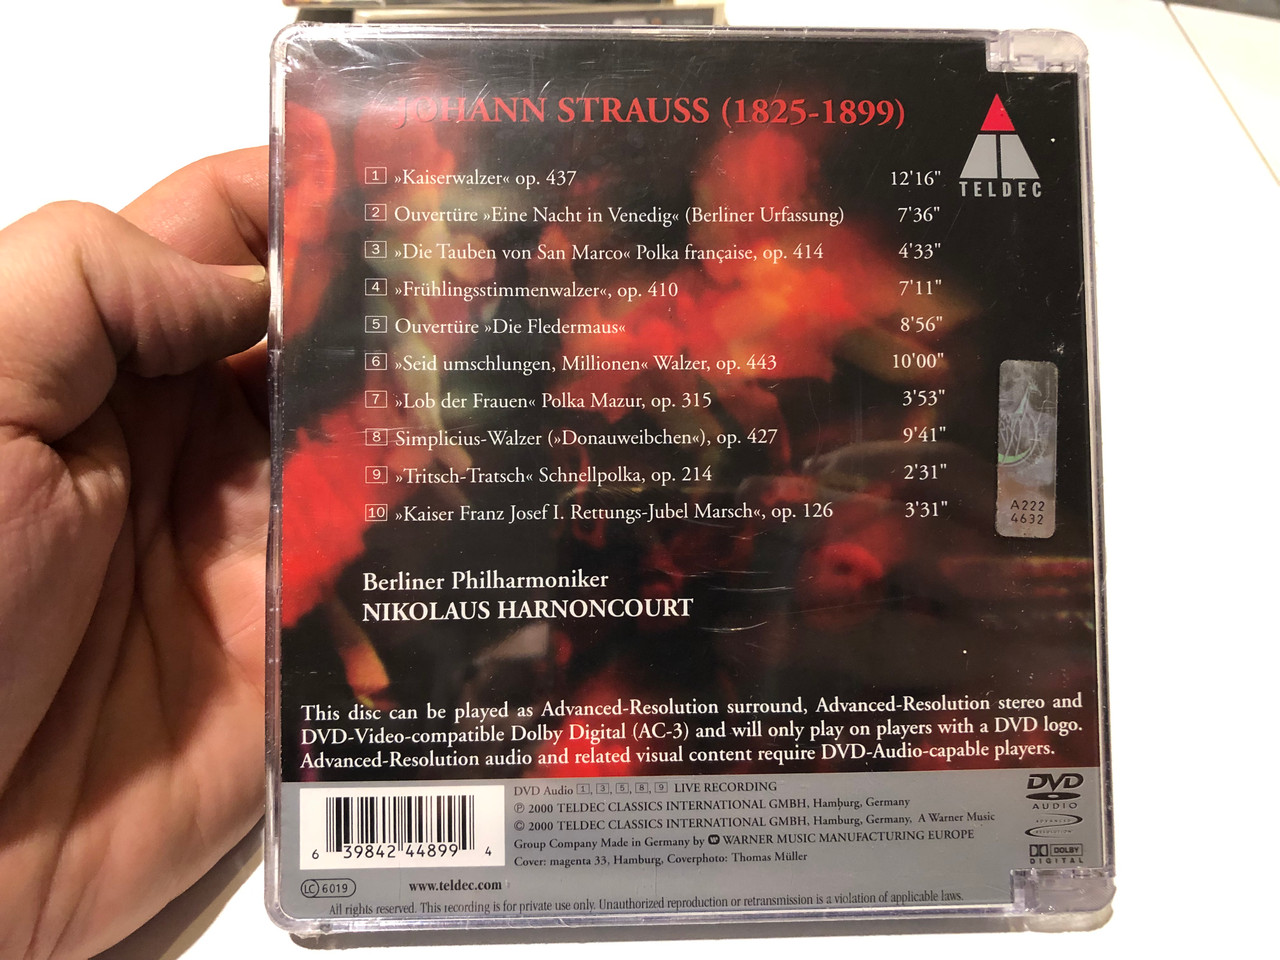 JOHANN STRAUSS (1825-1899)
TELDEC
1 »Kaiserwalzer« op. 437 12'16"
2 Ouvertüre »Eine Nacht in Venedig« (Berliner Urfassung) 7'36"
3 »Die Tauben von San Marco« Polka française, op. 414 4'33"
4 »Frühlingsstimmenwalzer«, op. 410 7'11"
5 Ouvertüre »Die Fledermaus« 8'56"
6 »Seid umschlungen, Millionen« Walzer, op. 443 10'00"
7 »Lob der Frauen« Polka Mazur, op. 315 3'53"
8 Simplicius-Walzer (»Donauweibchen«), op. 427 9'41"
9 »Tritsch-Tratsch« Schnellpolka, op. 214 2'31"
10 »Kaiser Franz Josef I. Rettungs-Jubel Marsch«, op. 126 3'31"
A222
4632
Berliner Philharmoniker
NIKOLAUS HARNONCOURT
This disc can be played as Advanced-Resolution surround, Advanced-Resolution stereo and
DVD-Video-compatible Dolby Digital (AC-3) and will only play on players with a DVD logo.
Advanced-Resolution audio and related visual content require DVD-Audio-capable players.
DVD Audio 1, 3, 5, 8, 9 LIVE RECORDING
℗ 2000 TELDEC CLASSICS INTERNATIONAL GMBH, Hamburg, Germany
© 2000 TELDEC CLASSICS INTERNATIONAL GMBH, Hamburg, Germany, A Warner Music
Group Company Made in Germany by WARNER MUSIC MANUFACTURING EUROPE
Cover: magenta 33, Hamburg, Coverphoto: Thomas Müller
6 39842 44899 4
DVD
AUDIO
ADVANCED
RESOLUTION
DOLBY
DIGITAL
LC 6019
www.teldec.com
All rights reserved. This recording is for private use only. Unauthorized reproduction or retransmission is a violation of applicable laws.